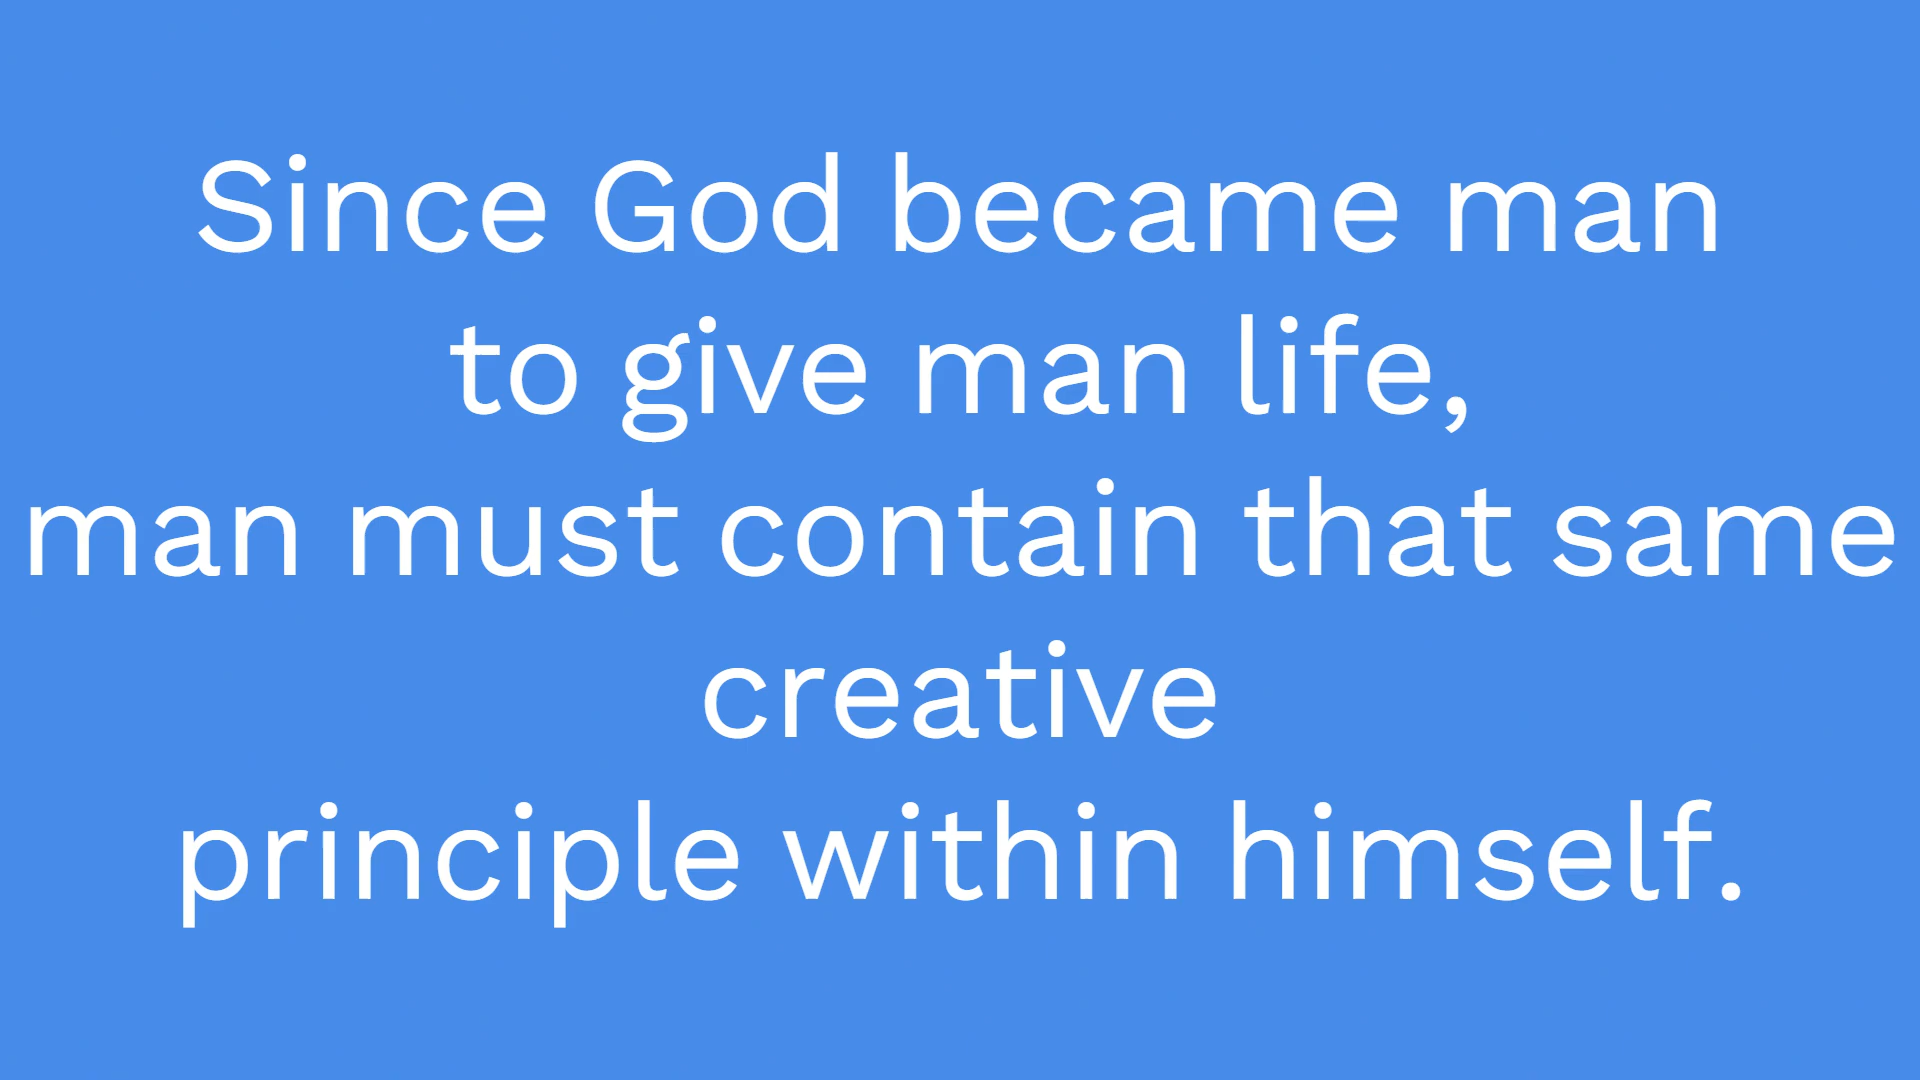 Since God became man
to give man life,
man must contain that same
creative
principle within himself.